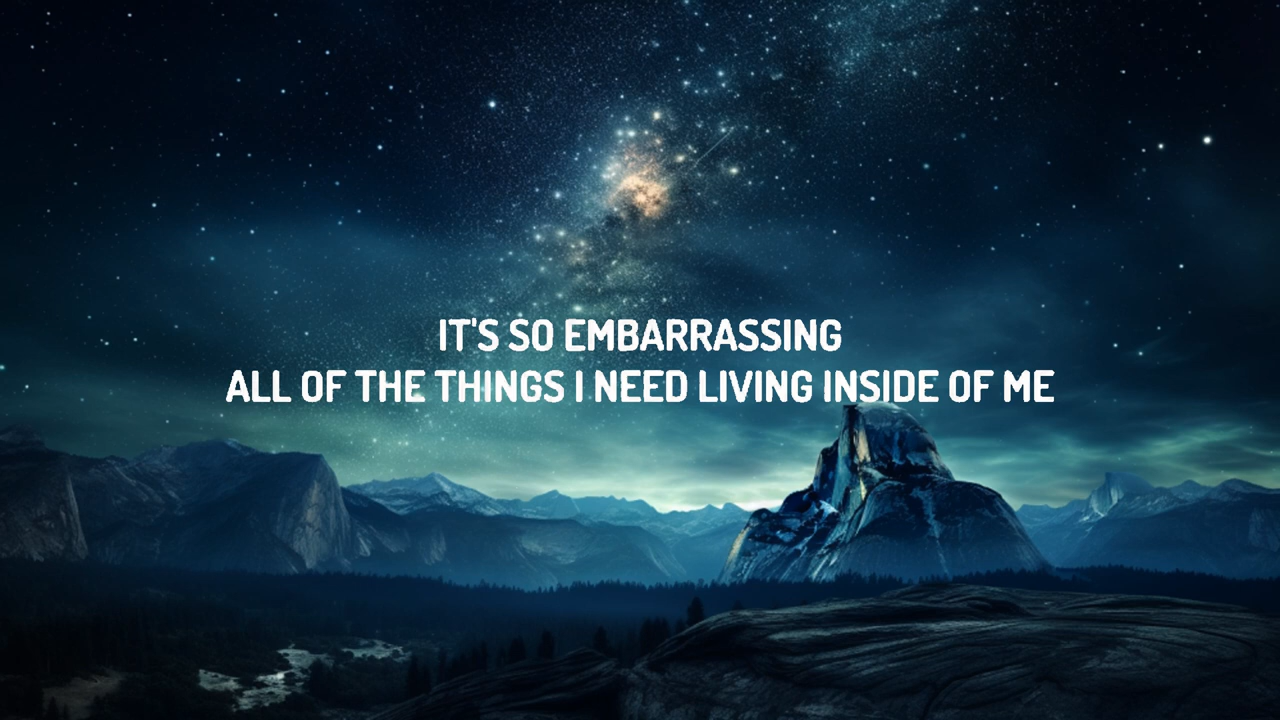 IT'S SO EMBARRASSING
ALL OF THE THINGS I NEED LIVING INSIDE OF ME